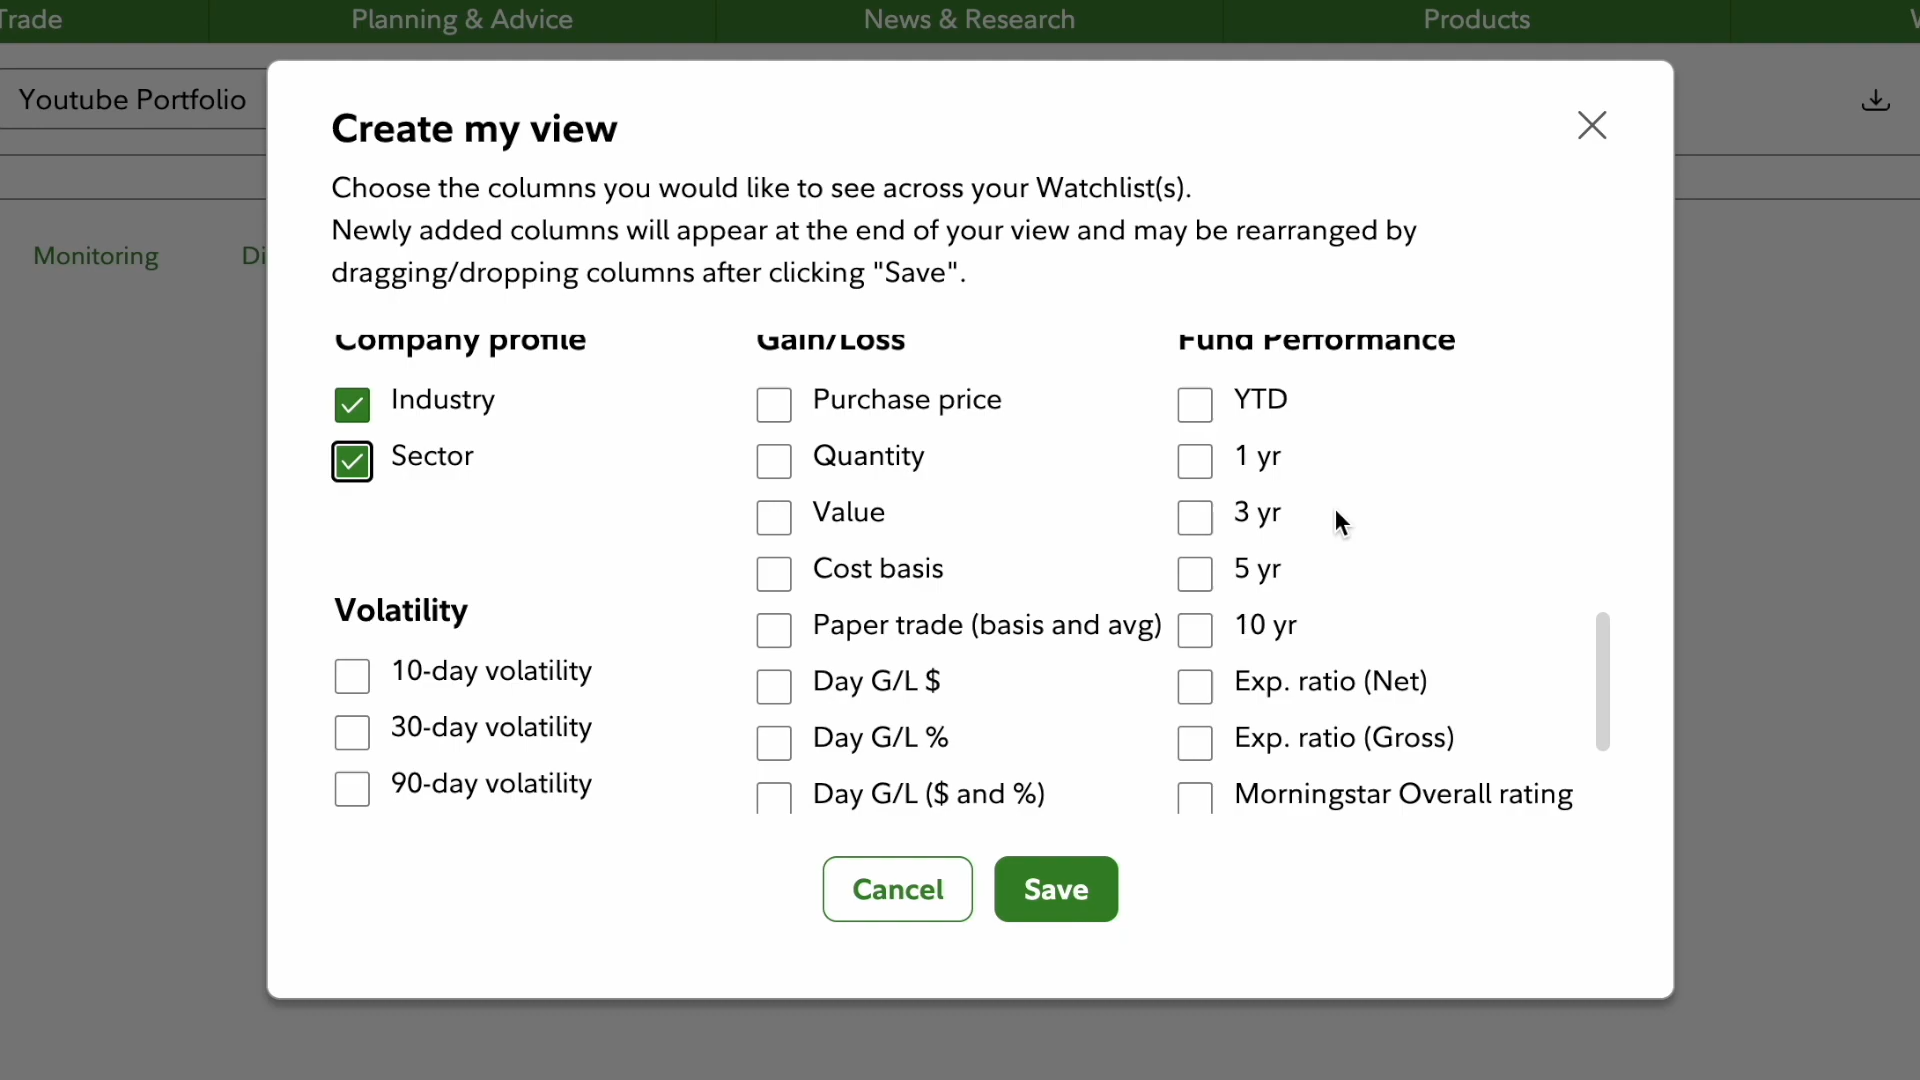 Trade
Planning & Advice
News & Research
Products
Youtube Portfolio
Monitoring
Create my view
Choose the columns you would like to see across your Watchlist(s).
Newly added columns will appear at the end of your view and may be rearranged by
dragging/dropping columns after clicking "Save".
Company profile
Industry
Sector
Volatility
10-day volatility
30-day volatility
90-day volatility
Gain/Loss
Purchase price
Quantity
Value
Cost basis
Paper trade (basis and avg)
Day G/L $
Day G/L %
Day G/L ($ and %)
Fund Performance
YTD
1 yr
3 yr
5 yr
10 yr
Exp. ratio (Net)
Exp. ratio (Gross)
Morningstar Overall rating
Cancel
Save